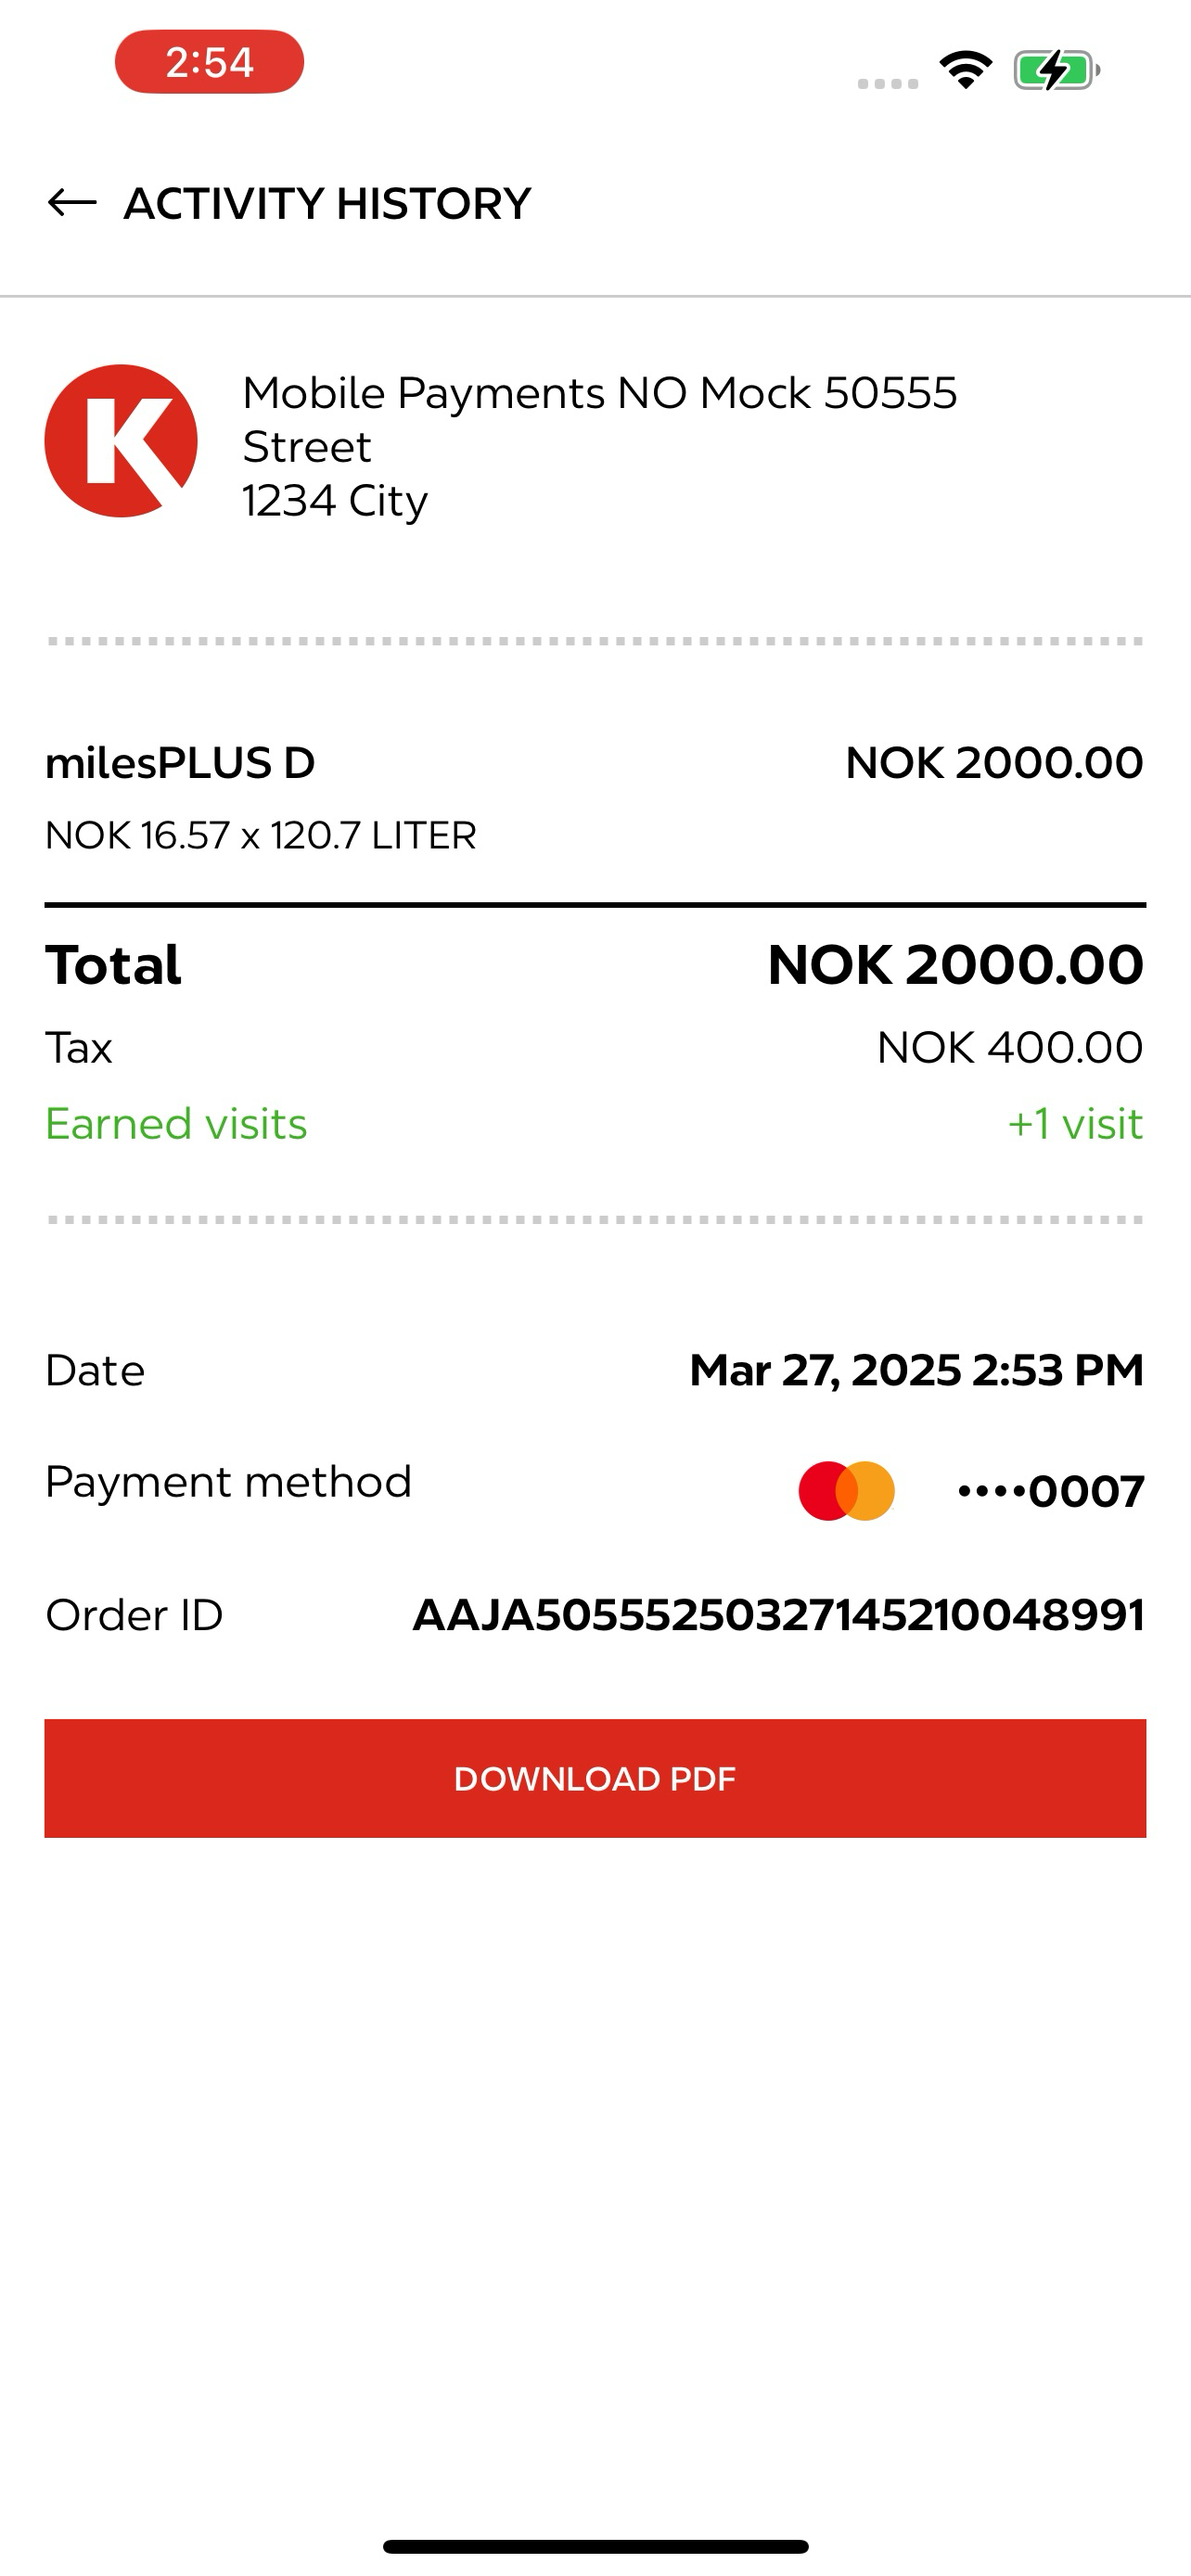 2:54
ACTIVITY HISTORY
K
Mobile Payments NO Mock 50555
Street
1234 City
milesPLUS D NOK 2000.00
NOK 16.57 x 120.7 LITER
Total NOK 2000.00
Tax NOK 400.00
Earned visits +1 visit
Date Mar 27, 2025 2:53 PM
Payment method ••••0007
Order ID AAJA50555250327145210048991
DOWNLOAD PDF